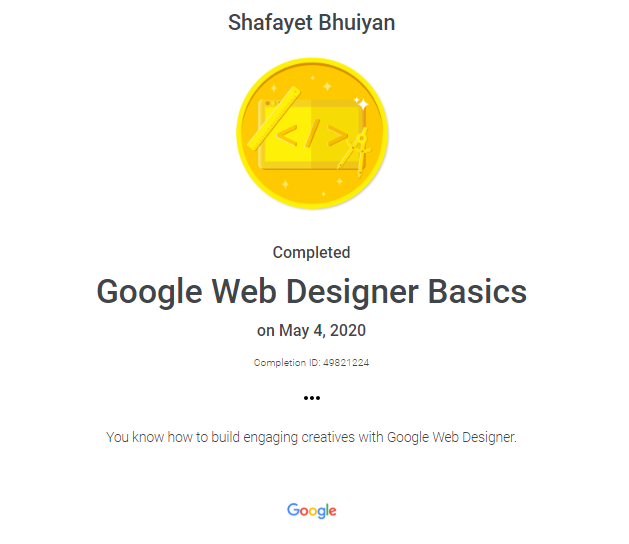 Shafayet Bhuiyan
</>
Completed
Google Web Designer Basics
on May 4, 2020
Completion ID: 49821224
•••
You know how to build engaging creatives with Google Web Designer.
Google